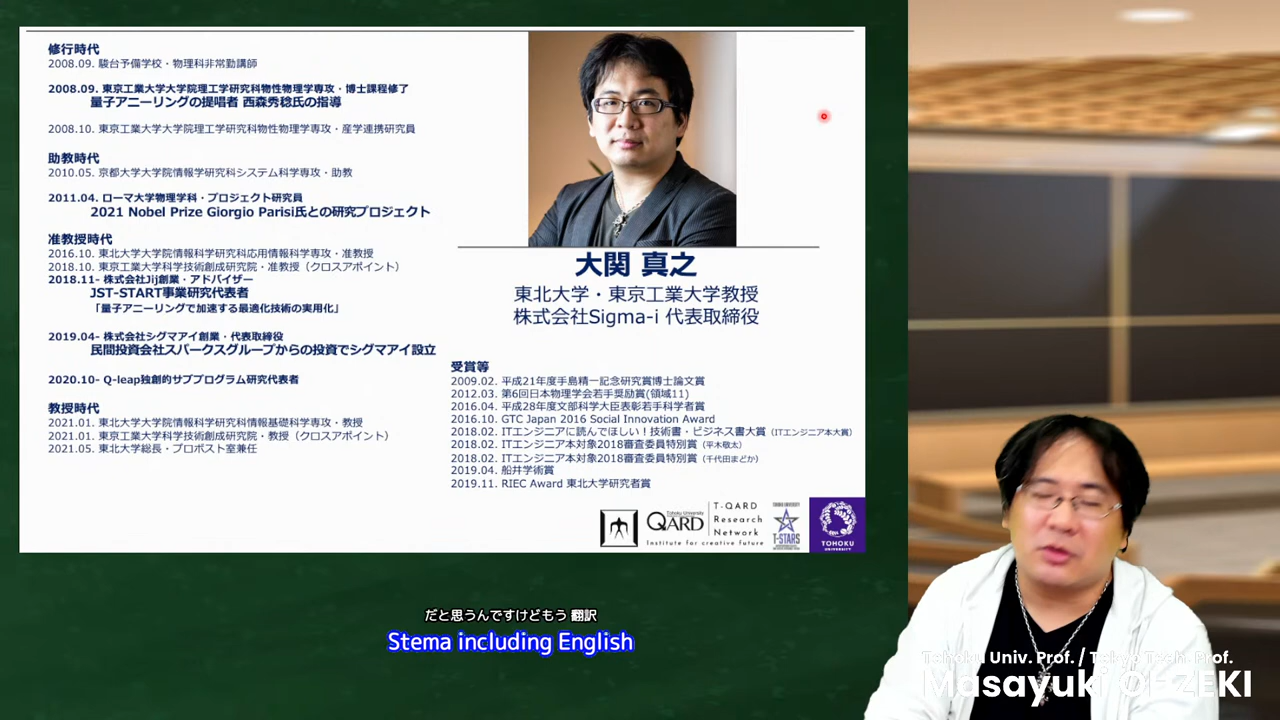 修行時代
2008.09. 駿台予備学校・物理科非常勤講師
2008.09. 東京工業大学大学院理工学研究科物性物理学専攻・博士課程修了
量子アニーリングの提唱者 西森秀稔氏の指導
2008.10. 東京工業大学大学院理工学研究科物性物理学専攻・産学連携研究員
助教時代
2010.05. 京都大学大学院情報学研究科システム科学専攻・助教
2011.04. ローマ大学物理学科・プロジェクト研究員
2021 Nobel Prize Giorgio Parisi氏との研究プロジェクト
准教授時代
2016.10. 東北大学大学院情報科学研究科応用情報科学専攻・准教授
2018.10. 東京工業大学科学技術創成研究院・准教授（クロスアポイント）
2018.11- 株式会社Jij創業・アドバイザー
JST-START事業研究代表者
「量子アニーリングで加速する最適化技術の実用化」
2019.04- 株式会社シグマアイ創業・代表取締役
民間投資会社スパークスグループからの投資でシグマアイ設立
2020.10- Q-leap独創的サブプログラム研究代表者
教授時代
2021.01. 東北大学大学院情報科学研究科情報基礎科学専攻・教授
2021.01. 東京工業大学科学技術創成研究院・教授（クロスアポイント）
2021.05. 東北大学総長・プロボスト室兼任
大関 真之
東北大学・東京工業大学教授
株式会社Sigma-i 代表取締役
受賞等
2009.02. 平成21年度手島精一記念研究賞博士論文賞
2012.03. 第6回日本物理学会若手奨励賞(領域11)
2016.04. 平成28年度文部科学大臣表彰若手科学者賞
2016.10. GTC Japan 2016 Social Innovation Award
2018.02. ITエンジニアに読んでほしい！技術書・ビジネス書大賞（ITエンジニア本大賞）
2018.02. ITエンジニア本対象2018審査委員特別賞（平木敬太）
2018.02. ITエンジニア本対象2018審査委員特別賞（千代田まどか）
2019.04. 船井学術賞
2019.11. RIEC Award 東北大学研究者賞
Tohoku University
QARD
T-QARD
Research
Network
Institute for creative future
TOHOKU UNIVERSITY
T-STARS
TOHOKU
UNIVERSITY
だと思うんですけどもう 翻訳
Stema including English
Tohoku Univ. Prof. / Tokyo Tech. Prof.
Masayuki OHZEKI